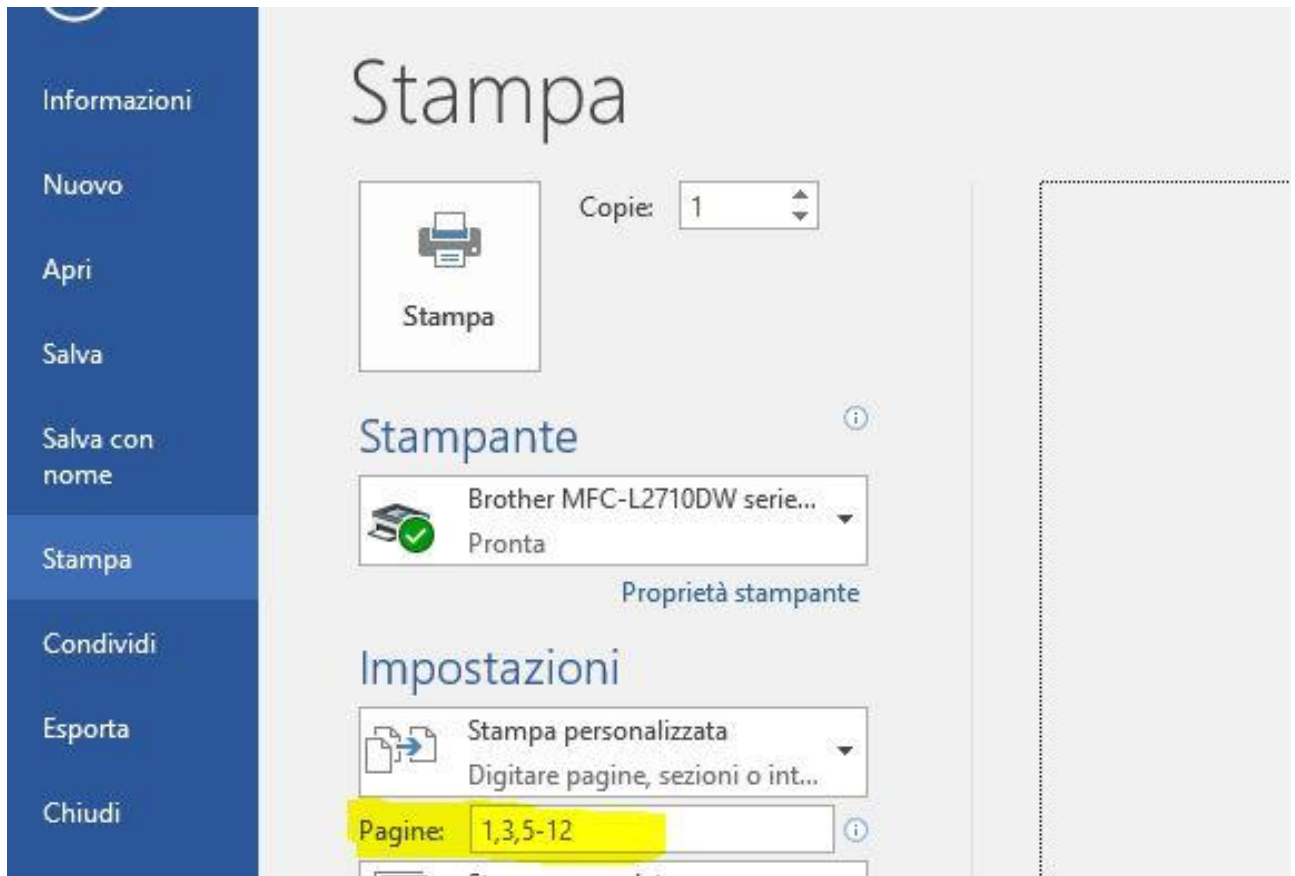 Informazioni
Nuovo
Apri
Salva
Salva con
nome
Stampa
Condividi
Esporta
Chiudi
Stampa
Copie: 1
Stampa
Stampante
Brother MFC-L2710DW serie...
Pronta
Proprietà stampante
Impostazioni
Stampa personalizzata
Digitare pagine, sezioni o int...
Pagine: 1,3,5-12